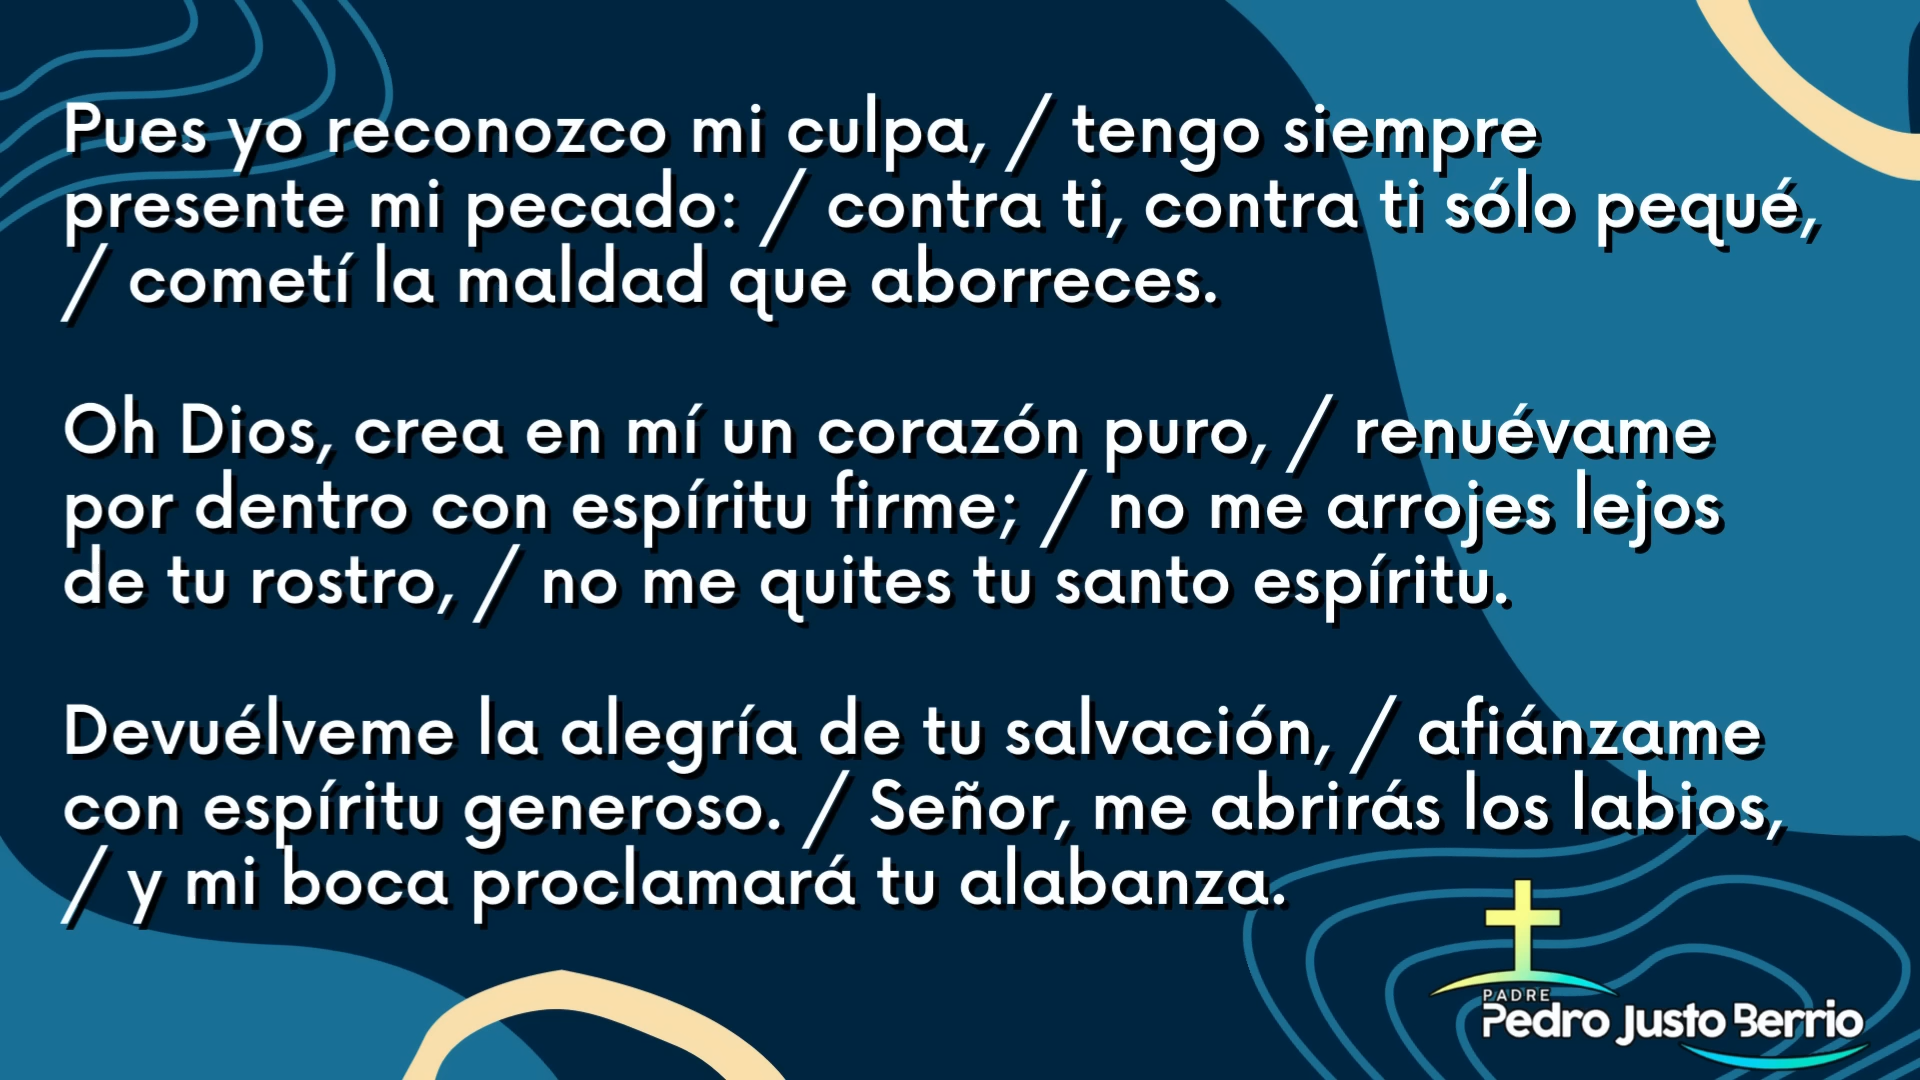 Pues yo reconozco mi culpa, / tengo siempre
presente mi pecado: / contra ti, contra ti sólo pequé,
/ cometí la maldad que aborreces.
Oh Dios, crea en mí un corazón puro, / renuévame
por dentro con espíritu firme; / no me arrojes lejos
de tu rostro, / no me quites tu santo espíritu.
Devuélveme la alegría de tu salvación, / afiánzame
con espíritu generoso. / Señor, me abrirás los labios,
/ y mi boca proclamará tu alabanza.
PADRE
Pedro Justo Berrio